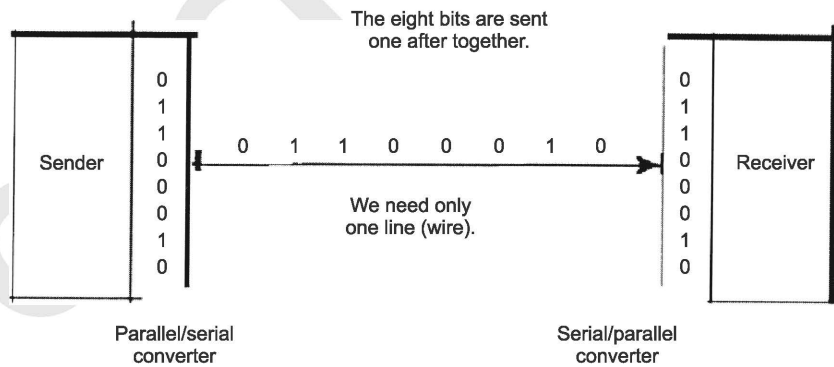 The eight bits are sent
one after together.
0
1
1
0
0
0
1
0
Sender
0 1 1 0 0 0 1 0
We need only
one line (wire).
0
1
1
0
0
0
1
0
Receiver
Parallel/serial
converter
Serial/parallel
converter